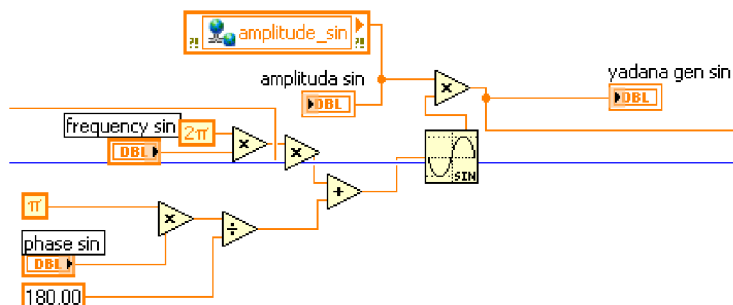 ?! amplitude_sin ?!
amplituda sin
DBL
×
yadana gen sin
DBL
frequency sin
2π
DBL
×
×
SIN
+
π
×
÷
phase sin
DBL
180,00